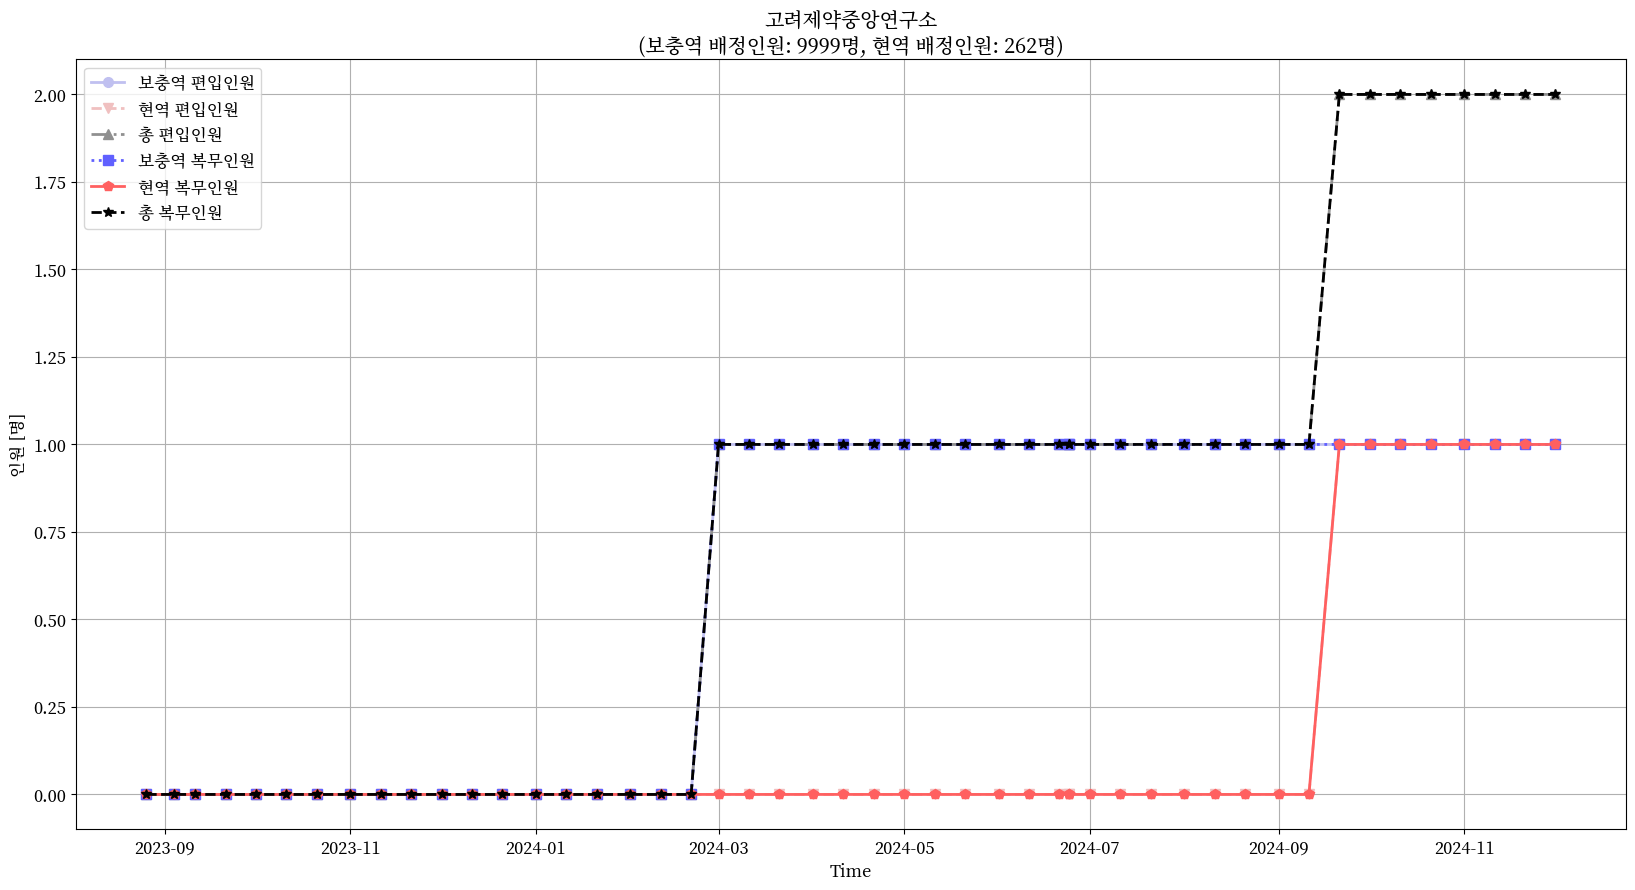 고려제약중앙연구소
(보충역 배정인원: 9999명, 현역 배정인원: 262명)
보충역 편입인원
현역 편입인원
총 편입인원
보충역 복무인원
현역 복무인원
총 복무인원
인원 [명]
2.00
1.75
1.50
1.25
1.00
0.75
0.50
0.25
0.00
2023-09
2023-11
2024-01
2024-03
2024-05
2024-07
2024-09
2024-11
Time